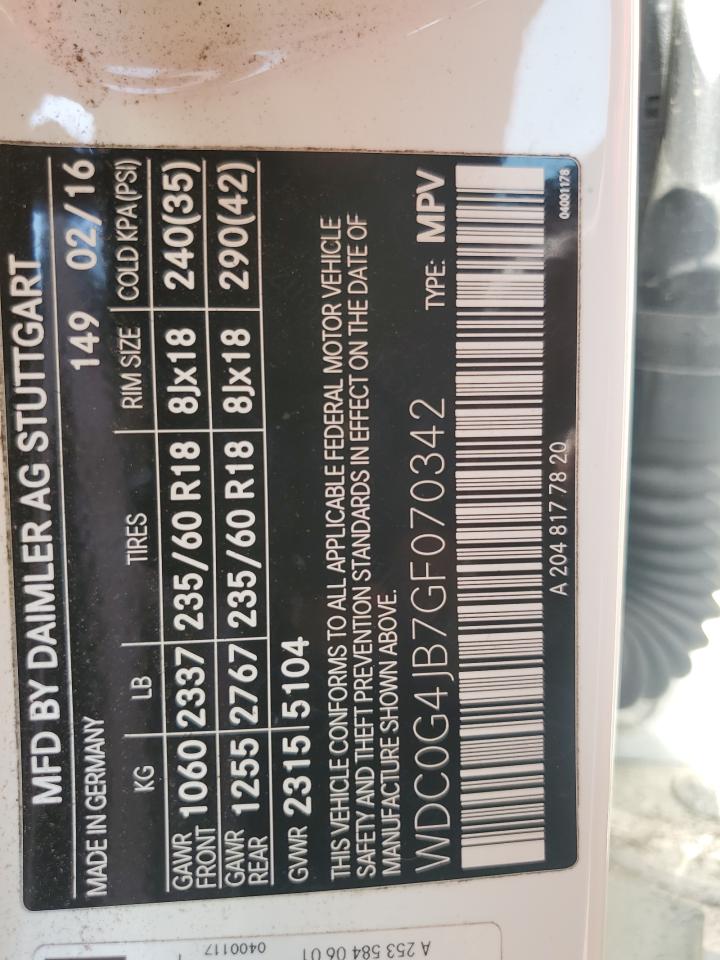 MFD BY DAIMLER AG STUTTGART
MADE IN GERMANY 149 02/16
KG LB TIRES RIM SIZE COLD KPA(PSI)
GAWR FRONT 1060 2337 235/60 R18 8Jx18 240(35)
GAWR REAR 1255 2767 235/60 R18 8Jx18 290(42)
GVWR 2315 5104
THIS VEHICLE CONFORMS TO ALL APPLICABLE FEDERAL MOTOR VEHICLE
SAFETY AND THEFT PREVENTION STANDARDS IN EFFECT ON THE DATE OF
MANUFACTURE SHOWN ABOVE.
WDC0G4JB7GF070342 TYPE: MPV
A 204 817 78 20
04001178
A 253 584 06 01
0400117